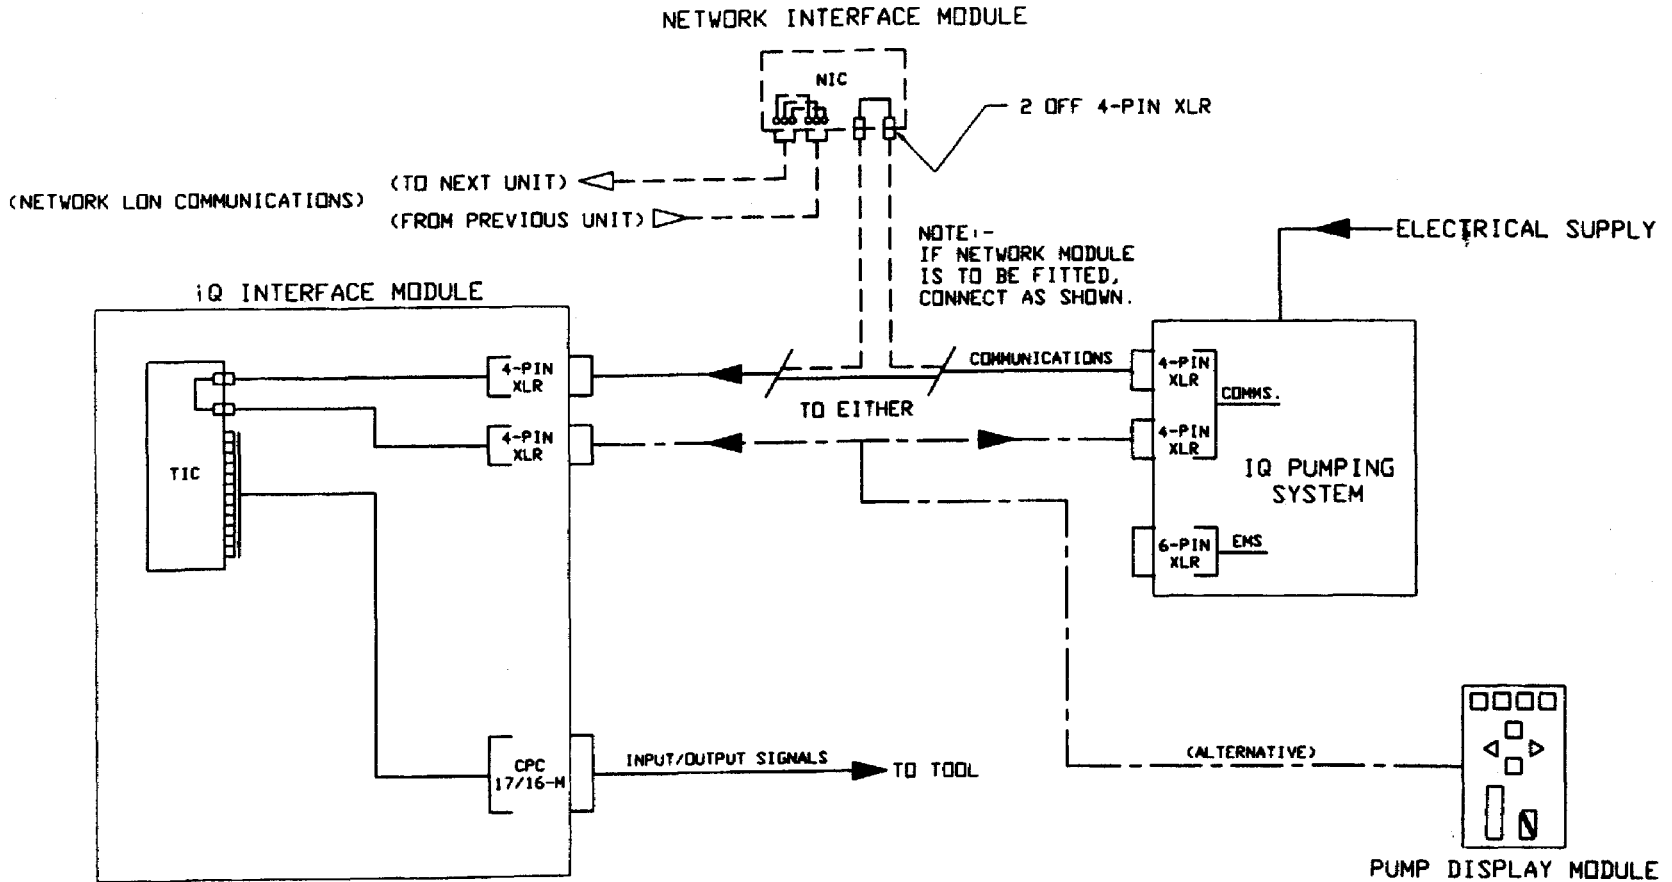 NETWORK INTERFACE MODULE
NIC
2 OFF 4-PIN XLR
(TO NEXT UNIT)
(NETWORK LON COMMUNICATIONS)
(FROM PREVIOUS UNIT)
NOTE:-
IF NETWORK MODULE
IS TO BE FITTED,
CONNECT AS SHOWN.
ELECTRICAL SUPPLY
iQ INTERFACE MODULE
4-PIN
XLR
COMMUNICATIONS
4-PIN
XLR
COMMS.
TO EITHER
4-PIN
XLR
4-PIN
XLR
TIC
IQ PUMPING
SYSTEM
6-PIN
XLR
EMS
CPC
17/16-M
INPUT/OUTPUT SIGNALS
TO TOOL
(ALTERNATIVE)
PUMP DISPLAY MODULE